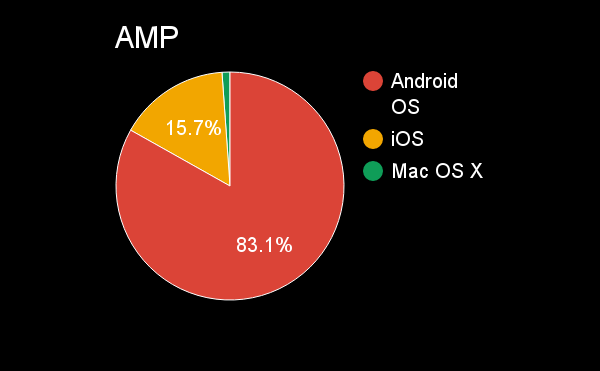 AMP
Android
OS
iOS
Mac OS X
15.7%
83.1%